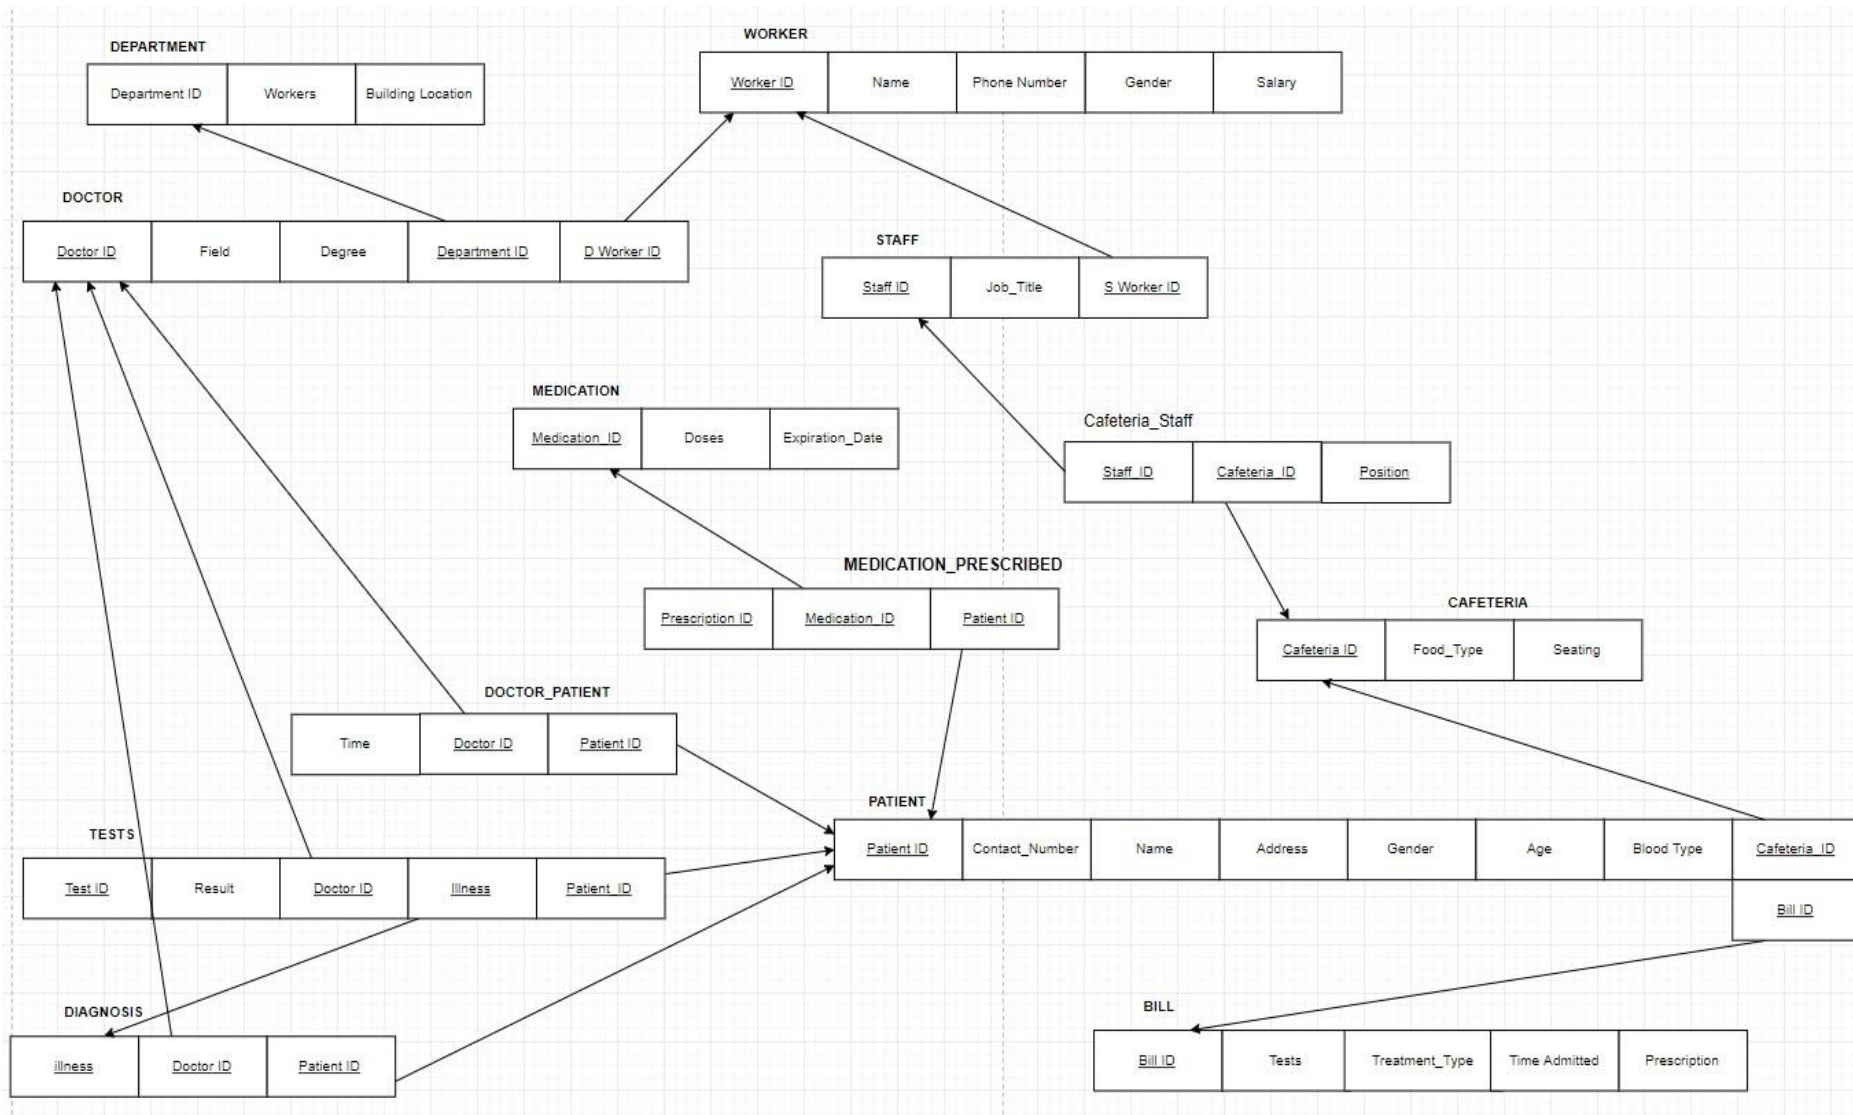 DEPARTMENT
Department ID Workers Building Location
WORKER
Worker ID Name Phone Number Gender Salary
DOCTOR
Doctor ID Field Degree Department ID D Worker ID
STAFF
Staff ID Job_Title S Worker ID
MEDICATION
Medication_ID Doses Expiration_Date
Cafeteria_Staff
Staff_ID Cafeteria_ID Position
MEDICATION_PRESCRIBED
Prescription ID Medication_ID Patient ID
CAFETERIA
Cafeteria ID Food_Type Seating
DOCTOR_PATIENT
Time Doctor ID Patient ID
PATIENT
Patient ID Contact_Number Name Address Gender Age Blood Type Cafeteria_ID
Bill ID
TESTS
Test ID Result Doctor ID Illness Patient_ID
DIAGNOSIS
illness Doctor ID Patient ID
BILL
Bill ID Tests Treatment_Type Time Admitted Prescription